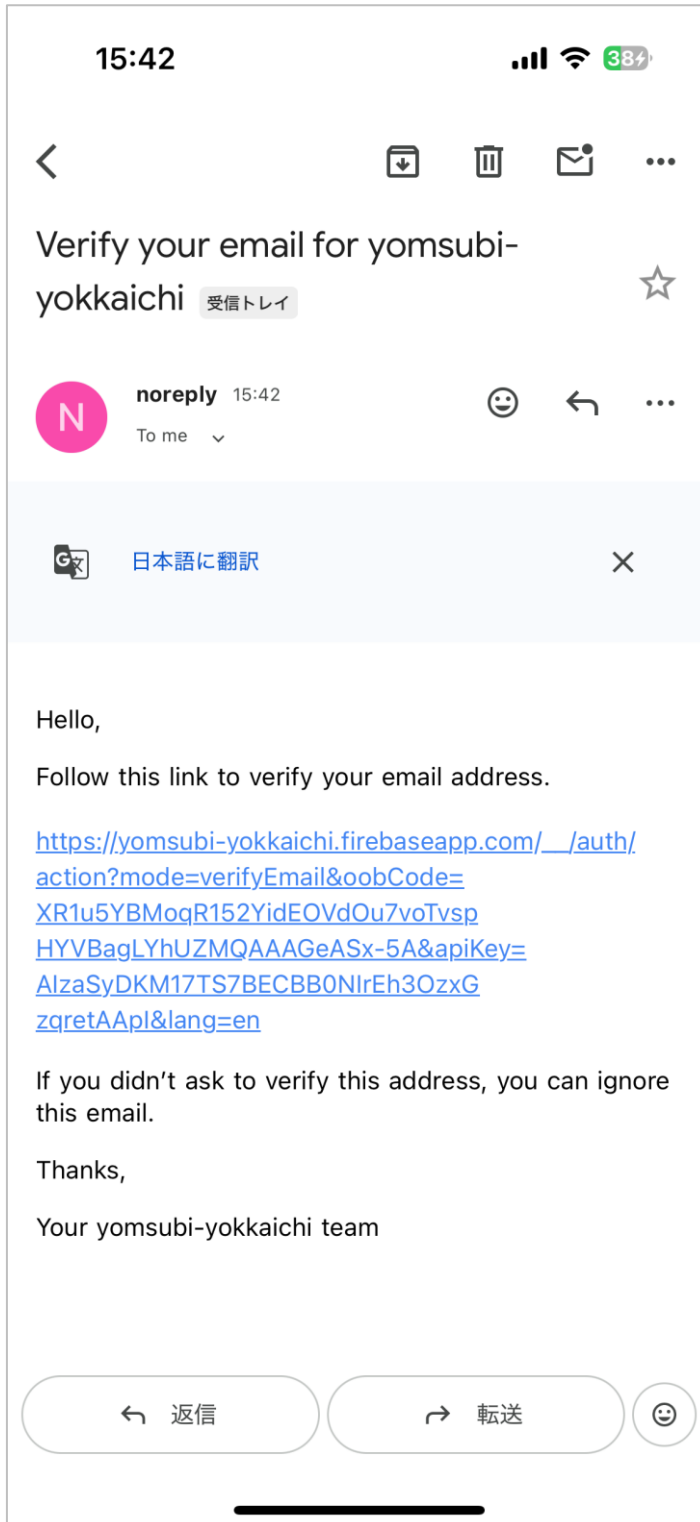 15:42
38
Verify your email for yomsubi-
yokkaichi 受信トレイ
N
noreply 15:42
To me
G文
日本語に翻訳
Hello,
Follow this link to verify your email address.
https://yomsubi-yokkaichi.firebaseapp.com/__/auth/
action?mode=verifyEmail&oobCode=
XR1u5YBMoqR152YidEOVdOu7voTvsp
HYVBagLYhUZMQAAAGeASx-5A&apiKey=
AIzaSyDKM17TS7BECBB0NIrEh3OzxG
zqretAApI&lang=en
If you didn’t ask to verify this address, you can ignore
this email.
Thanks,
Your yomsubi-yokkaichi team
返信
転送